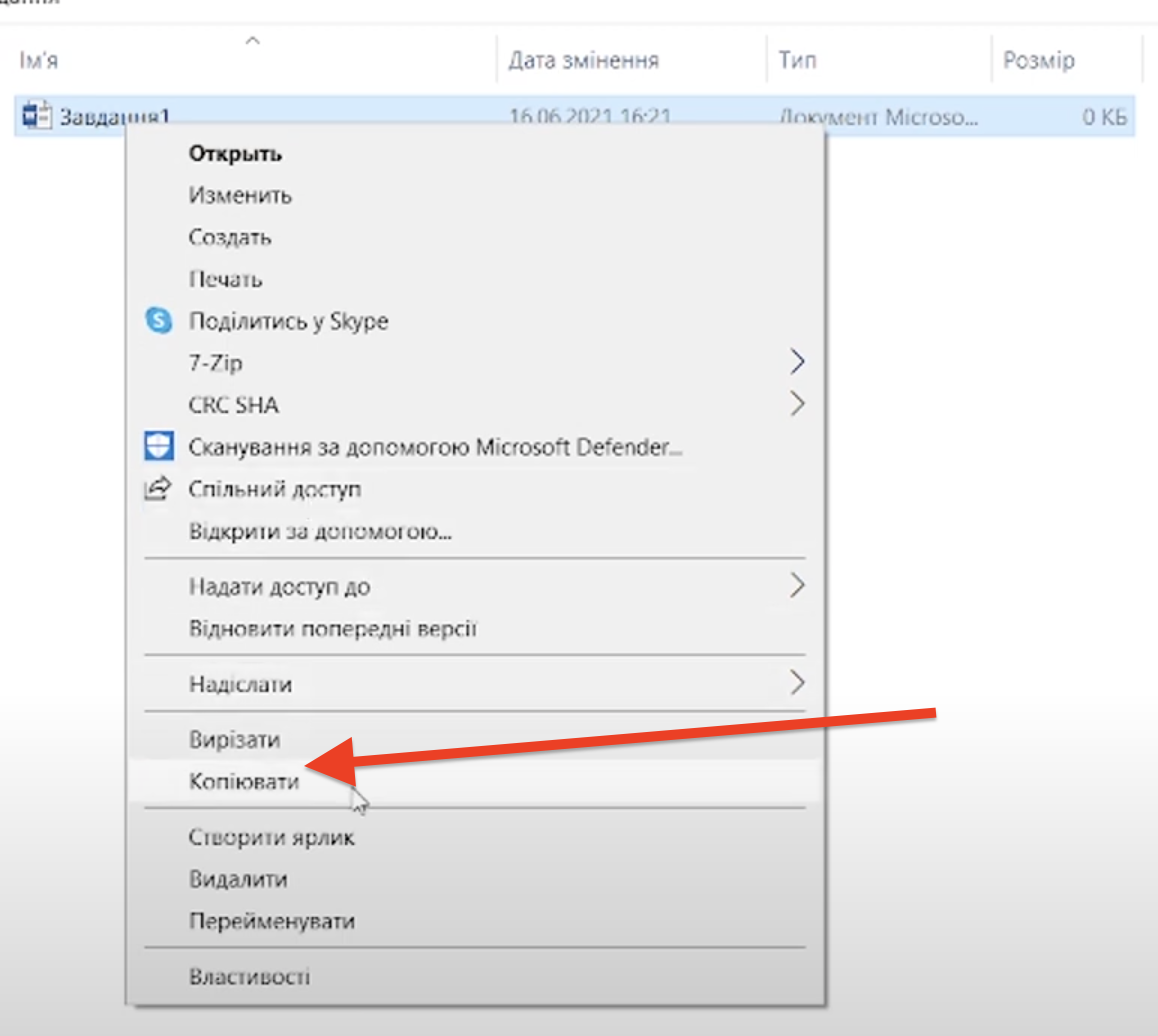 Ім'я Дата змінення Тип Розмір
Завдання1 16.06.2021 16:21 Документ Microso... 0 КБ
Открыть
Изменить
Создать
Печать
Поділитись у Skype
7-Zip
CRC SHA
Сканування за допомогою Microsoft Defender...
Спільний доступ
Відкрити за допомогою...
Надати доступ до
Відновити попередні версії
Надіслати
Вирізати
Копіювати
Створити ярлик
Видалити
Перейменувати
Властивості